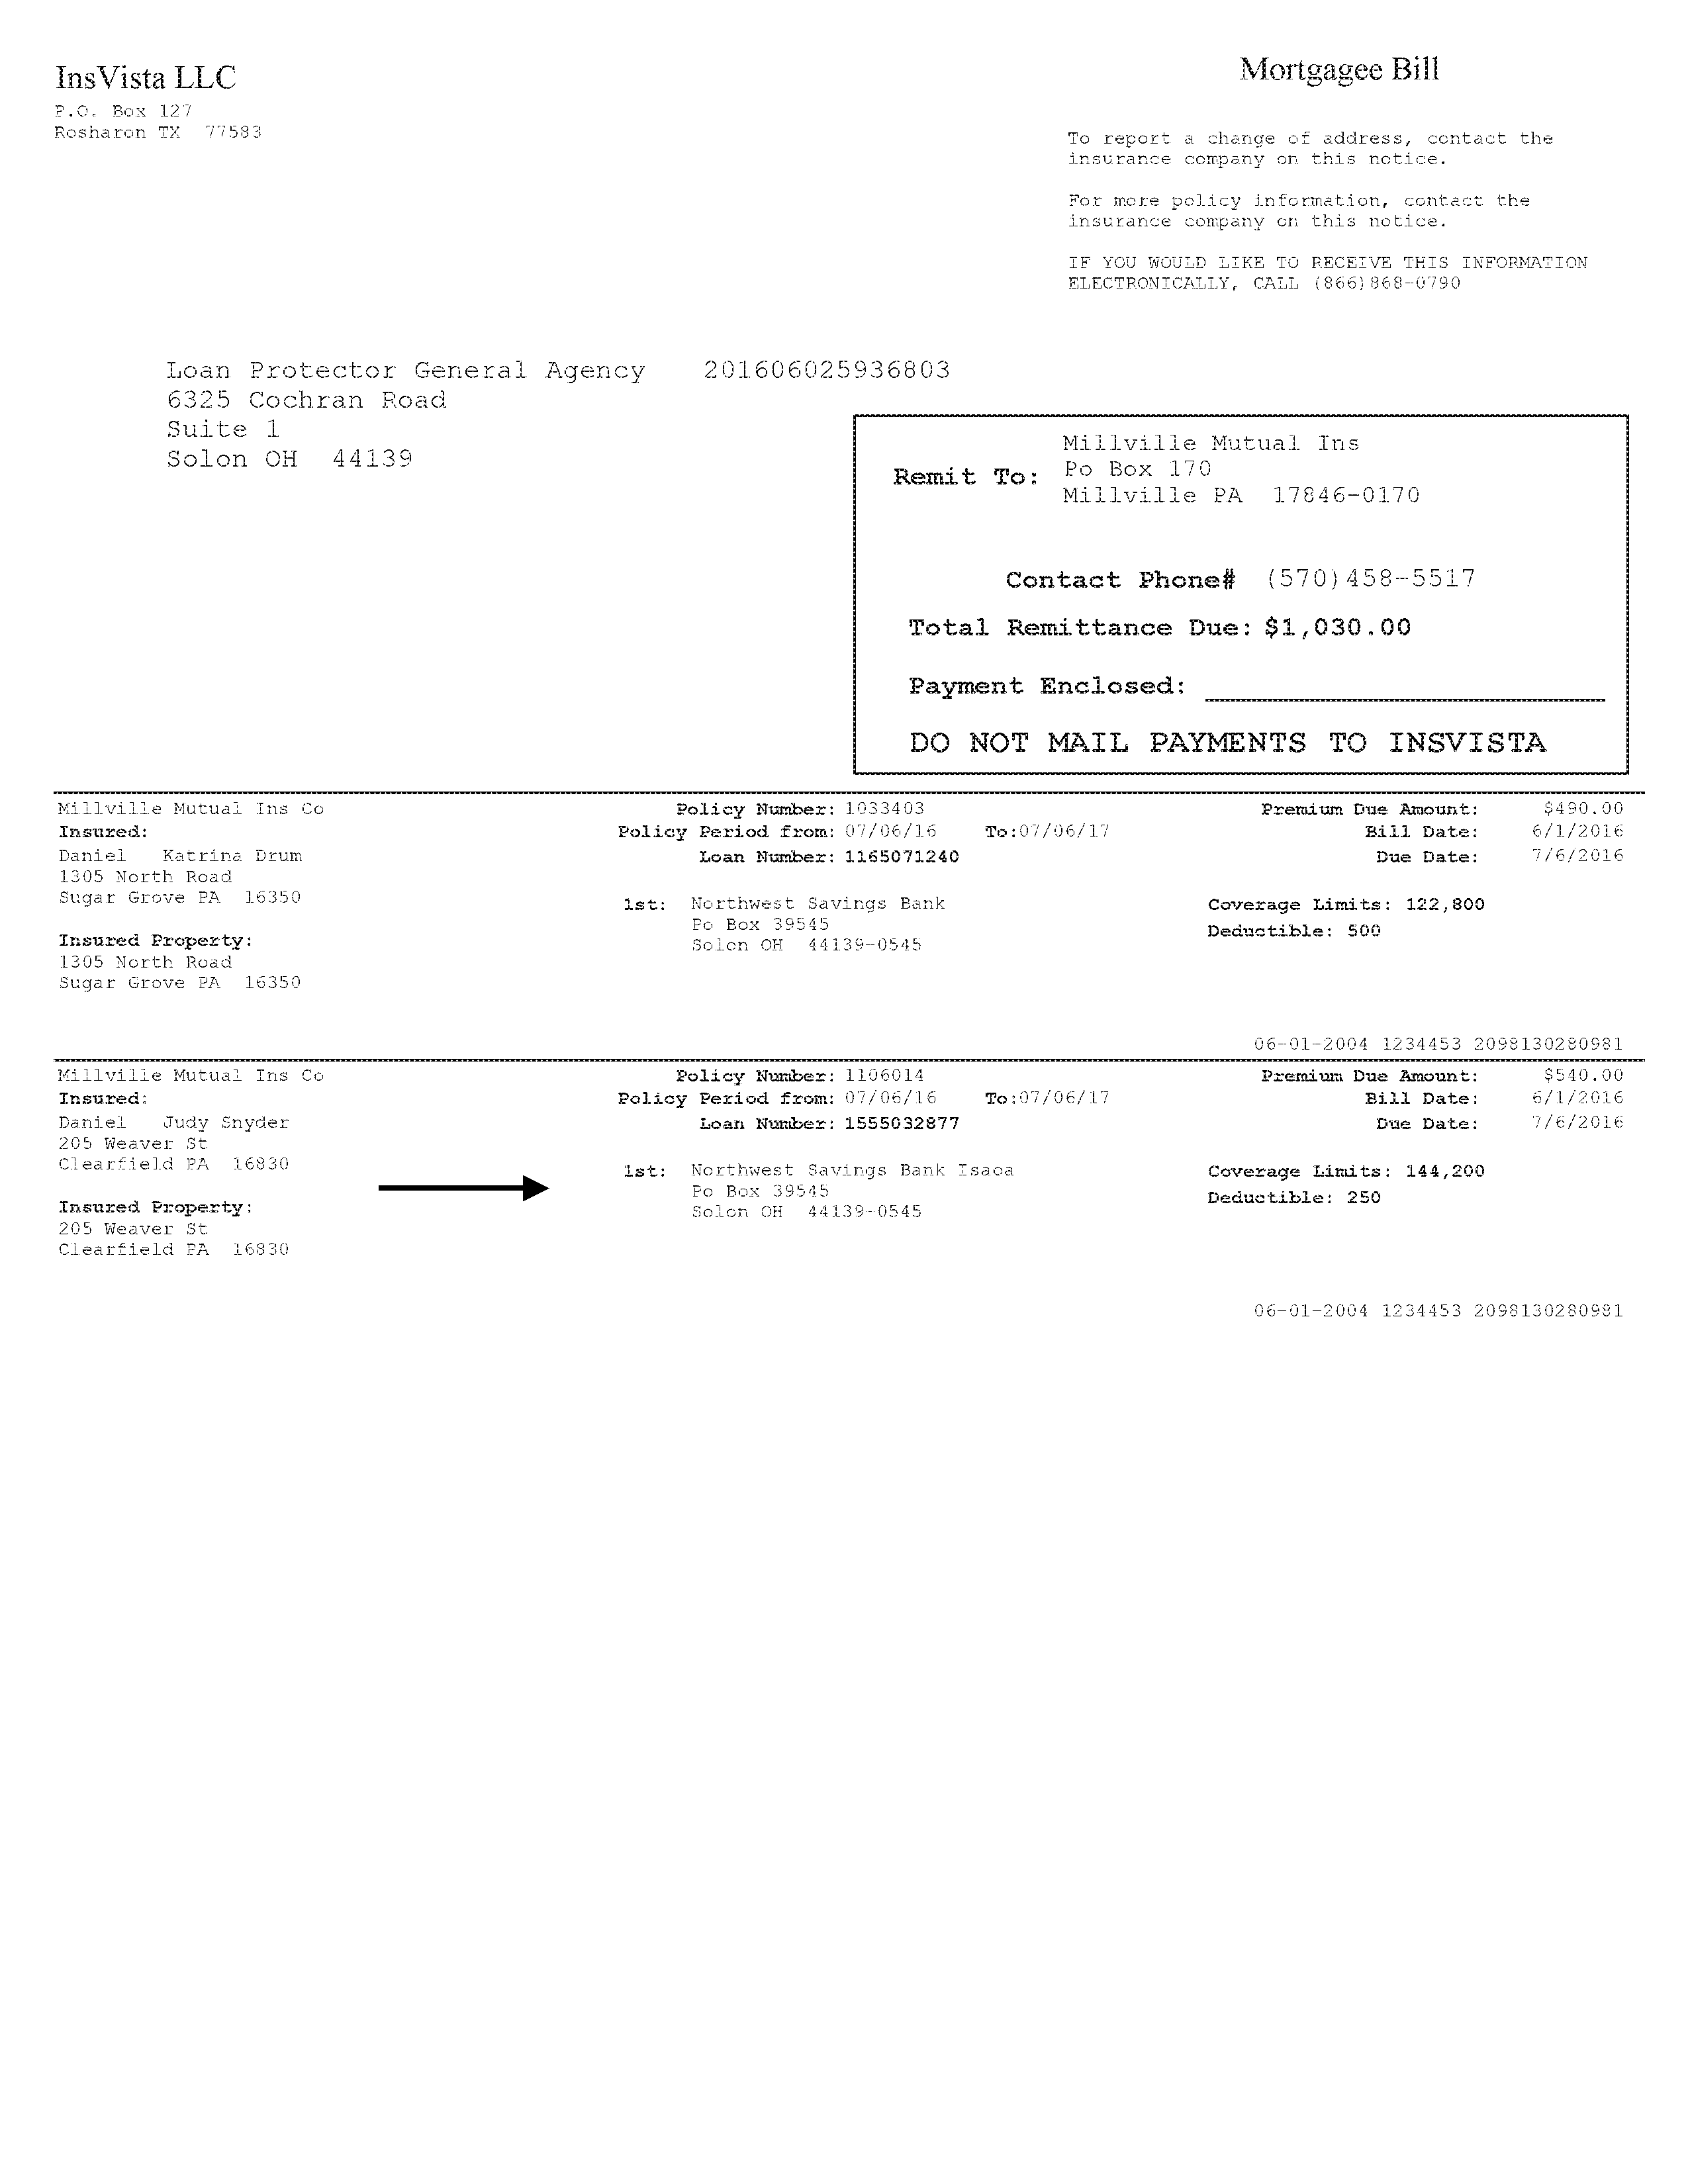 InsVista LLC
P.O. Box 127
Rosharon TX 77583
Mortgagee Bill
To report a change of address, contact the
insurance company on this notice.
For more policy information, contact the
insurance company on this notice.
IF YOU WOULD LIKE TO RECEIVE THIS INFORMATION
ELECTRONICALLY, CALL (866)868-0790
Loan Protector General Agency 201606025936803
6325 Cochran Road
Suite 1
Solon OH 44139
Remit To: Millville Mutual Ins
Po Box 170
Millville PA 17846-0170
Contact Phone# (570)458-5517
Total Remittance Due: $1,030.00
Payment Enclosed:
DO NOT MAIL PAYMENTS TO INSVISTA
Millville Mutual Ins Co Policy Number: 1033403 Premium Due Amount: $490.00
Insured: Policy Period from: 07/06/16 To:07/06/17 Bill Date: 6/1/2016
Daniel Katrina Drum Loan Number: 1165071240 Due Date: 7/6/2016
1305 North Road
Sugar Grove PA 16350 1st: Northwest Savings Bank Coverage Limits: 122,800
Po Box 39545 Deductible: 500
Insured Property: Solon OH 44139-0545
1305 North Road
Sugar Grove PA 16350
06-01-2004 1234453 2098130280981
Millville Mutual Ins Co Policy Number: 1106014 Premium Due Amount: $540.00
Insured: Policy Period from: 07/06/16 To:07/06/17 Bill Date: 6/1/2016
Daniel Judy Snyder Loan Number: 1555032877 Due Date: 7/6/2016
205 Weaver St
Clearfield PA 16830 1st: Northwest Savings Bank Isaoa Coverage Limits: 144,200
Po Box 39545 Deductible: 250
Insured Property: Solon OH 44139-0545
205 Weaver St
Clearfield PA 16830
06-01-2004 1234453 2098130280981